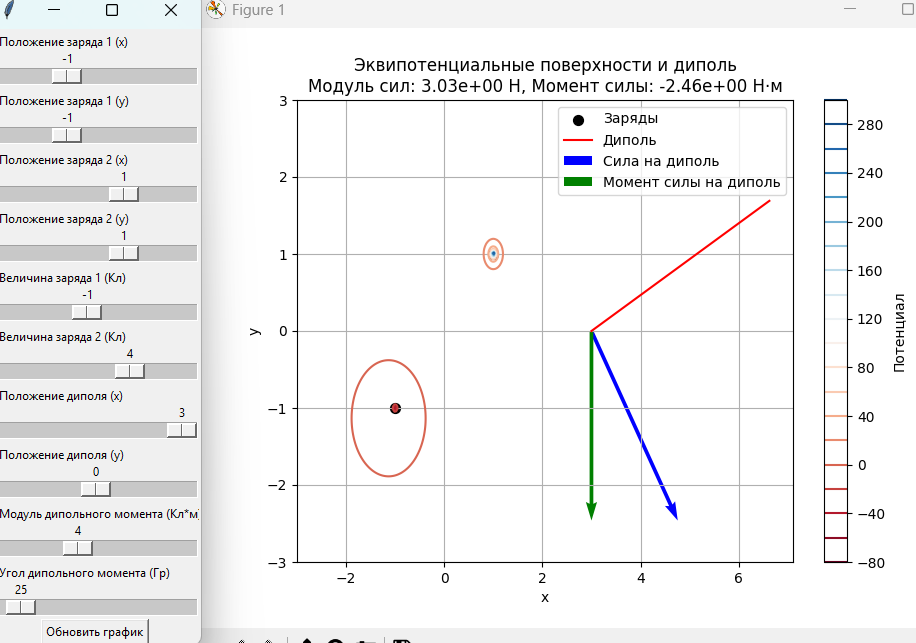 Figure 1
Положение заряда 1 (x)
-1
Положение заряда 1 (y)
-1
Положение заряда 2 (x)
1
Положение заряда 2 (y)
1
Величина заряда 1 (Кл)
-1
Величина заряда 2 (Кл)
4
Положение диполя (x)
3
Положение диполя (y)
0
Модуль дипольного момента (Кл*м
4
Угол дипольного момента (Гр)
25
Обновить график
Эквипотенциальные поверхности и диполь
Модуль сил: 3.03e+00 Н, Момент силы: -2.46e+00 Н·м
Заряды
Диполь
Сила на диполь
Момент силы на диполь
3
2
1
0
−1
−2
−3
y
−2
0
2
4
6
x
280
240
200
160
120
80
40
0
−40
−80
Потенциал